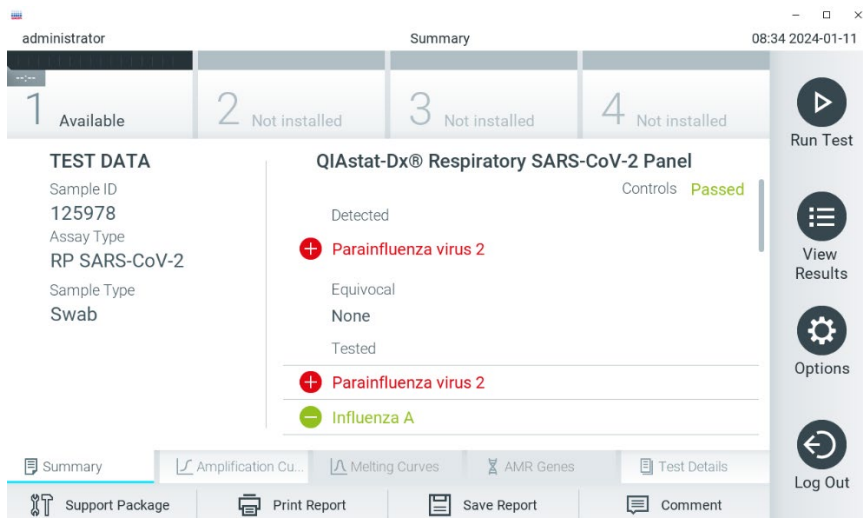 administrator
Summary
08:34 2024-01-11
--:--
1 Available
2 Not installed
3 Not installed
4 Not installed
Run Test
View
Results
Options
Log Out
TEST DATA
Sample ID
125978
Assay Type
RP SARS-CoV-2
Sample Type
Swab
QIAstat-Dx® Respiratory SARS-CoV-2 Panel
Controls Passed
Detected
Parainfluenza virus 2
Equivocal
None
Tested
Parainfluenza virus 2
Influenza A
Summary
Amplification Cu...
Melting Curves
AMR Genes
Test Details
Support Package
Print Report
Save Report
Comment